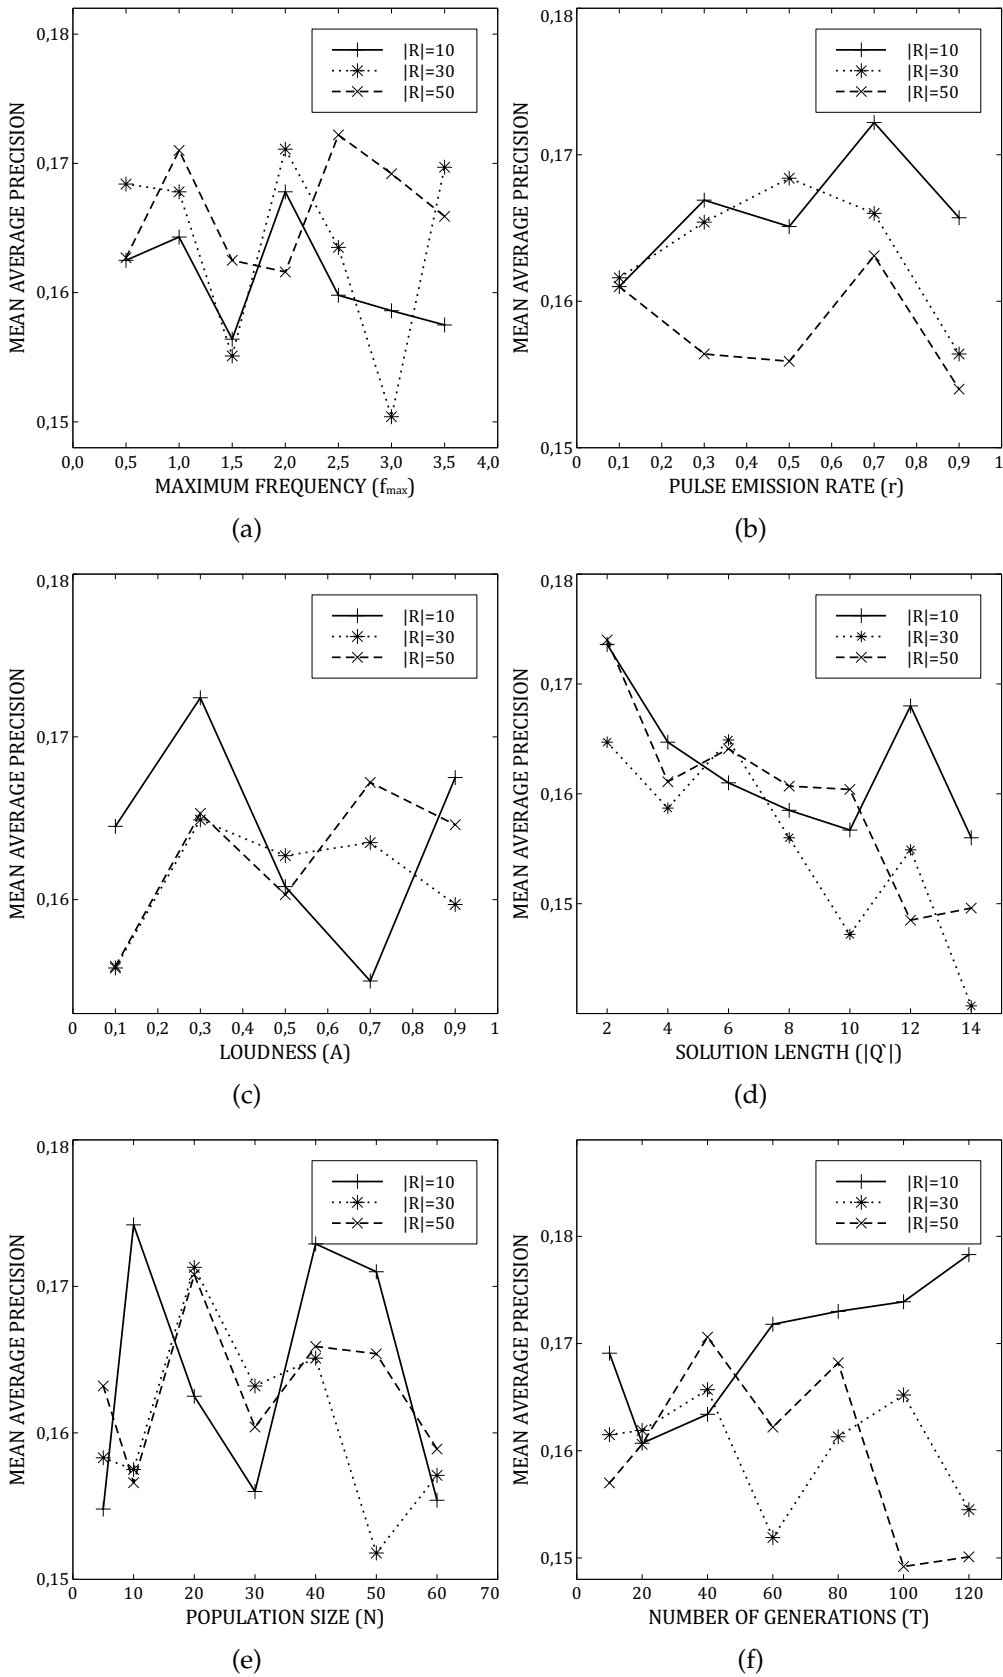 0,18
0,17
0,16
0,15
MEAN AVERAGE PRECISION
|R|=10
|R|=30
|R|=50
0,0 0,5 1,0 1,5 2,0 2,5 3,0 3,5 4,0
MAXIMUM FREQUENCY (fmax)
(a)
0,18
0,17
0,16
0,15
MEAN AVERAGE PRECISION
|R|=10
|R|=30
|R|=50
0 0,1 0,2 0,3 0,4 0,5 0,6 0,7 0,8 0,9 1
PULSE EMISSION RATE (r)
(b)
0,18
0,17
0,16
MEAN AVERAGE PRECISION
|R|=10
|R|=30
|R|=50
0 0,1 0,2 0,3 0,4 0,5 0,6 0,7 0,8 0,9 1
LOUDNESS (A)
(c)
0,18
0,17
0,16
0,15
MEAN AVERAGE PRECISION
|R|=10
|R|=30
|R|=50
2 4 6 8 10 12 14
SOLUTION LENGTH (|Q`|)
(d)
0,18
0,17
0,16
0,15
MEAN AVERAGE PRECISION
|R|=10
|R|=30
|R|=50
0 10 20 30 40 50 60 70
POPULATION SIZE (N)
(e)
0,18
0,17
0,16
0,15
MEAN AVERAGE PRECISION
|R|=10
|R|=30
|R|=50
0 20 40 60 80 100 120
NUMBER OF GENERATIONS (T)
(f)